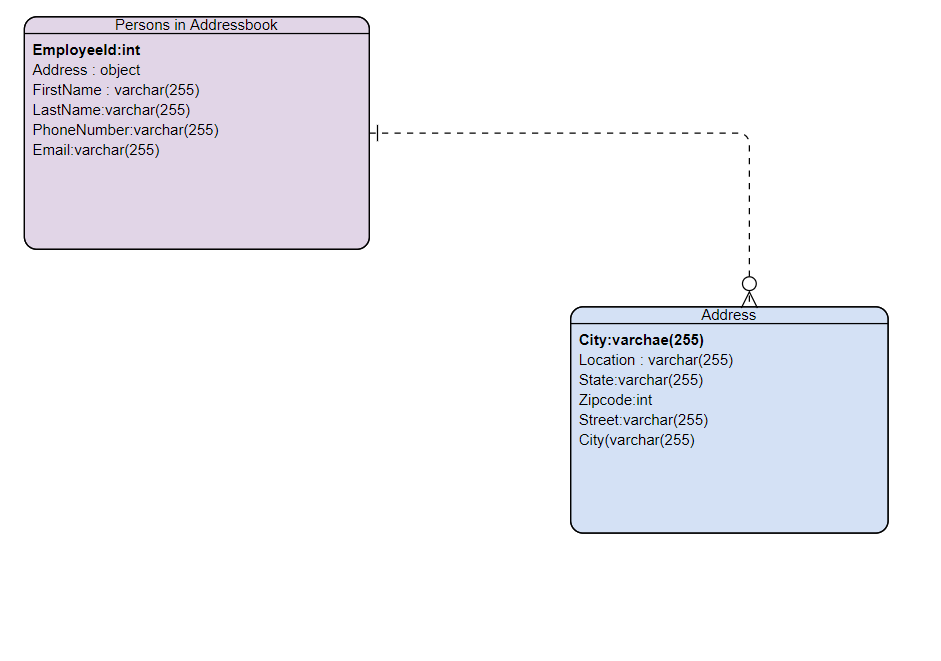 Persons in Addressbook
EmployeeId:int
Address : object
FirstName : varchar(255)
LastName:varchar(255)
PhoneNumber:varchar(255)
Email:varchar(255)
Address
City:varchae(255)
Location : varchar(255)
State:varchar(255)
Zipcode:int
Street:varchar(255)
City(varchar(255)